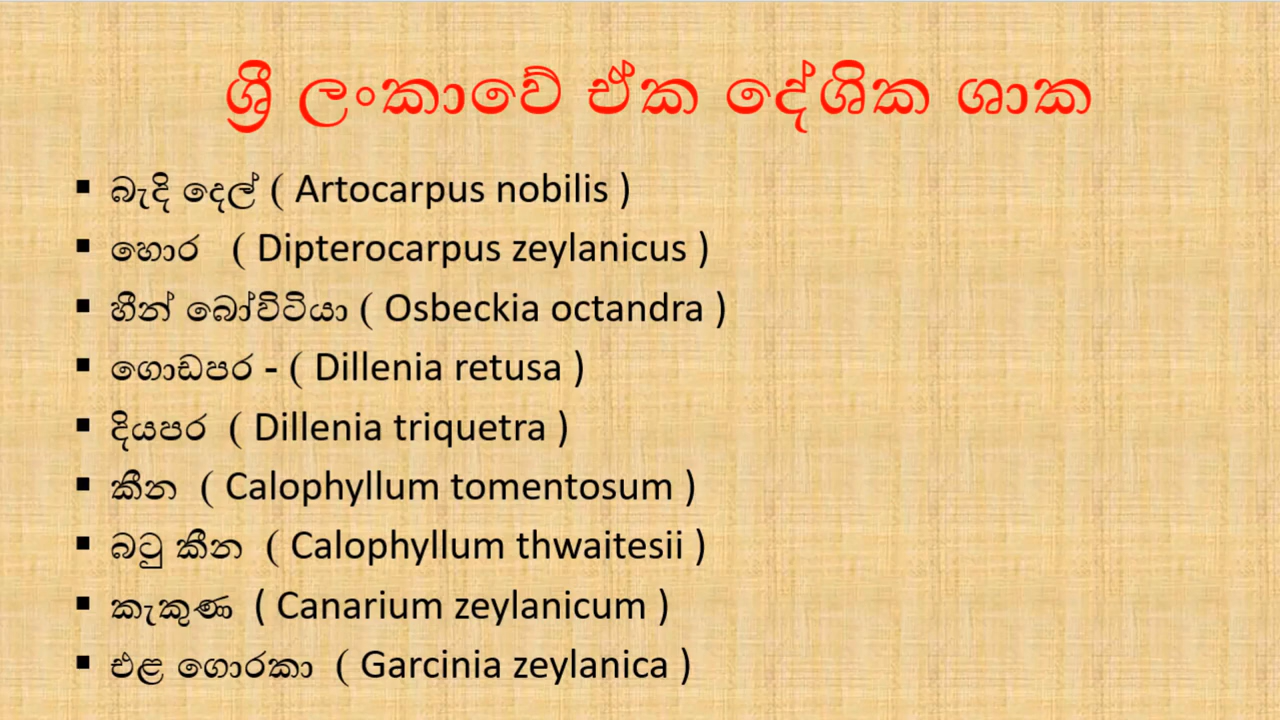 ශ්‍රී ලංකාවේ ඒක දේශික ශාක
▪ බැදි දෙල් ( Artocarpus nobilis )
▪ හොර ( Dipterocarpus zeylanicus )
▪ හීන් බෝවිටියා ( Osbeckia octandra )
▪ ගොඩපර - ( Dillenia retusa )
▪ දියපර ( Dillenia triquetra )
▪ කීන ( Calophyllum tomentosum )
▪ බටු කීන ( Calophyllum thwaitesii )
▪ කැකුණ ( Canarium zeylanicum )
▪ එළ ගොරකා ( Garcinia zeylanica )